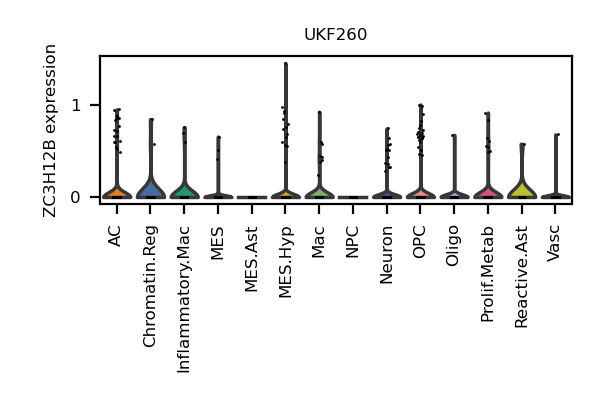 UKF260
ZC3H12B expression
1
0
AC
Chromatin.Reg
Inflammatory.Mac
MES
MES.Ast
MES.Hyp
Mac
NPC
Neuron
OPC
Oligo
Prolif.Metab
Reactive.Ast
Vasc